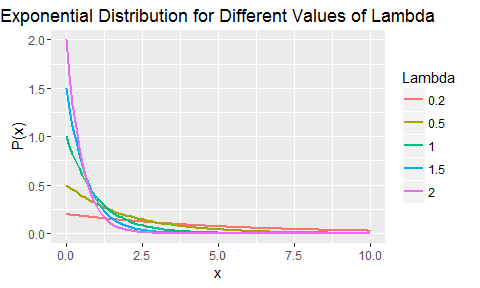 Exponential Distribution for Different Values of Lambda
2.0
1.5
1.0
0.5
0.0
P(x)
0.0 2.5 5.0 7.5 10.0
x
Lambda
0.2
0.5
1
1.5
2